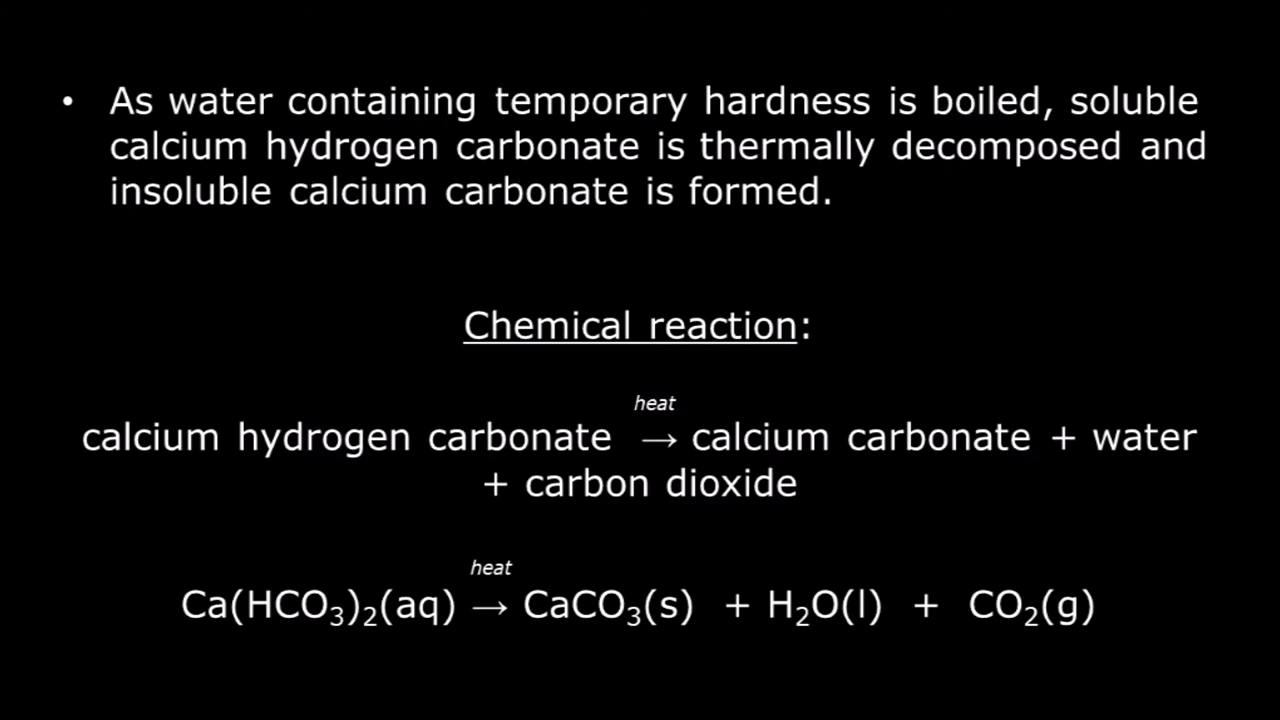 • As water containing temporary hardness is boiled, soluble
calcium hydrogen carbonate is thermally decomposed and
insoluble calcium carbonate is formed.
Chemical reaction:
heat
calcium hydrogen carbonate → calcium carbonate + water
+ carbon dioxide
heat
Ca(HCO₃)₂(aq) → CaCO₃(s) + H₂O(l) + CO₂(g)